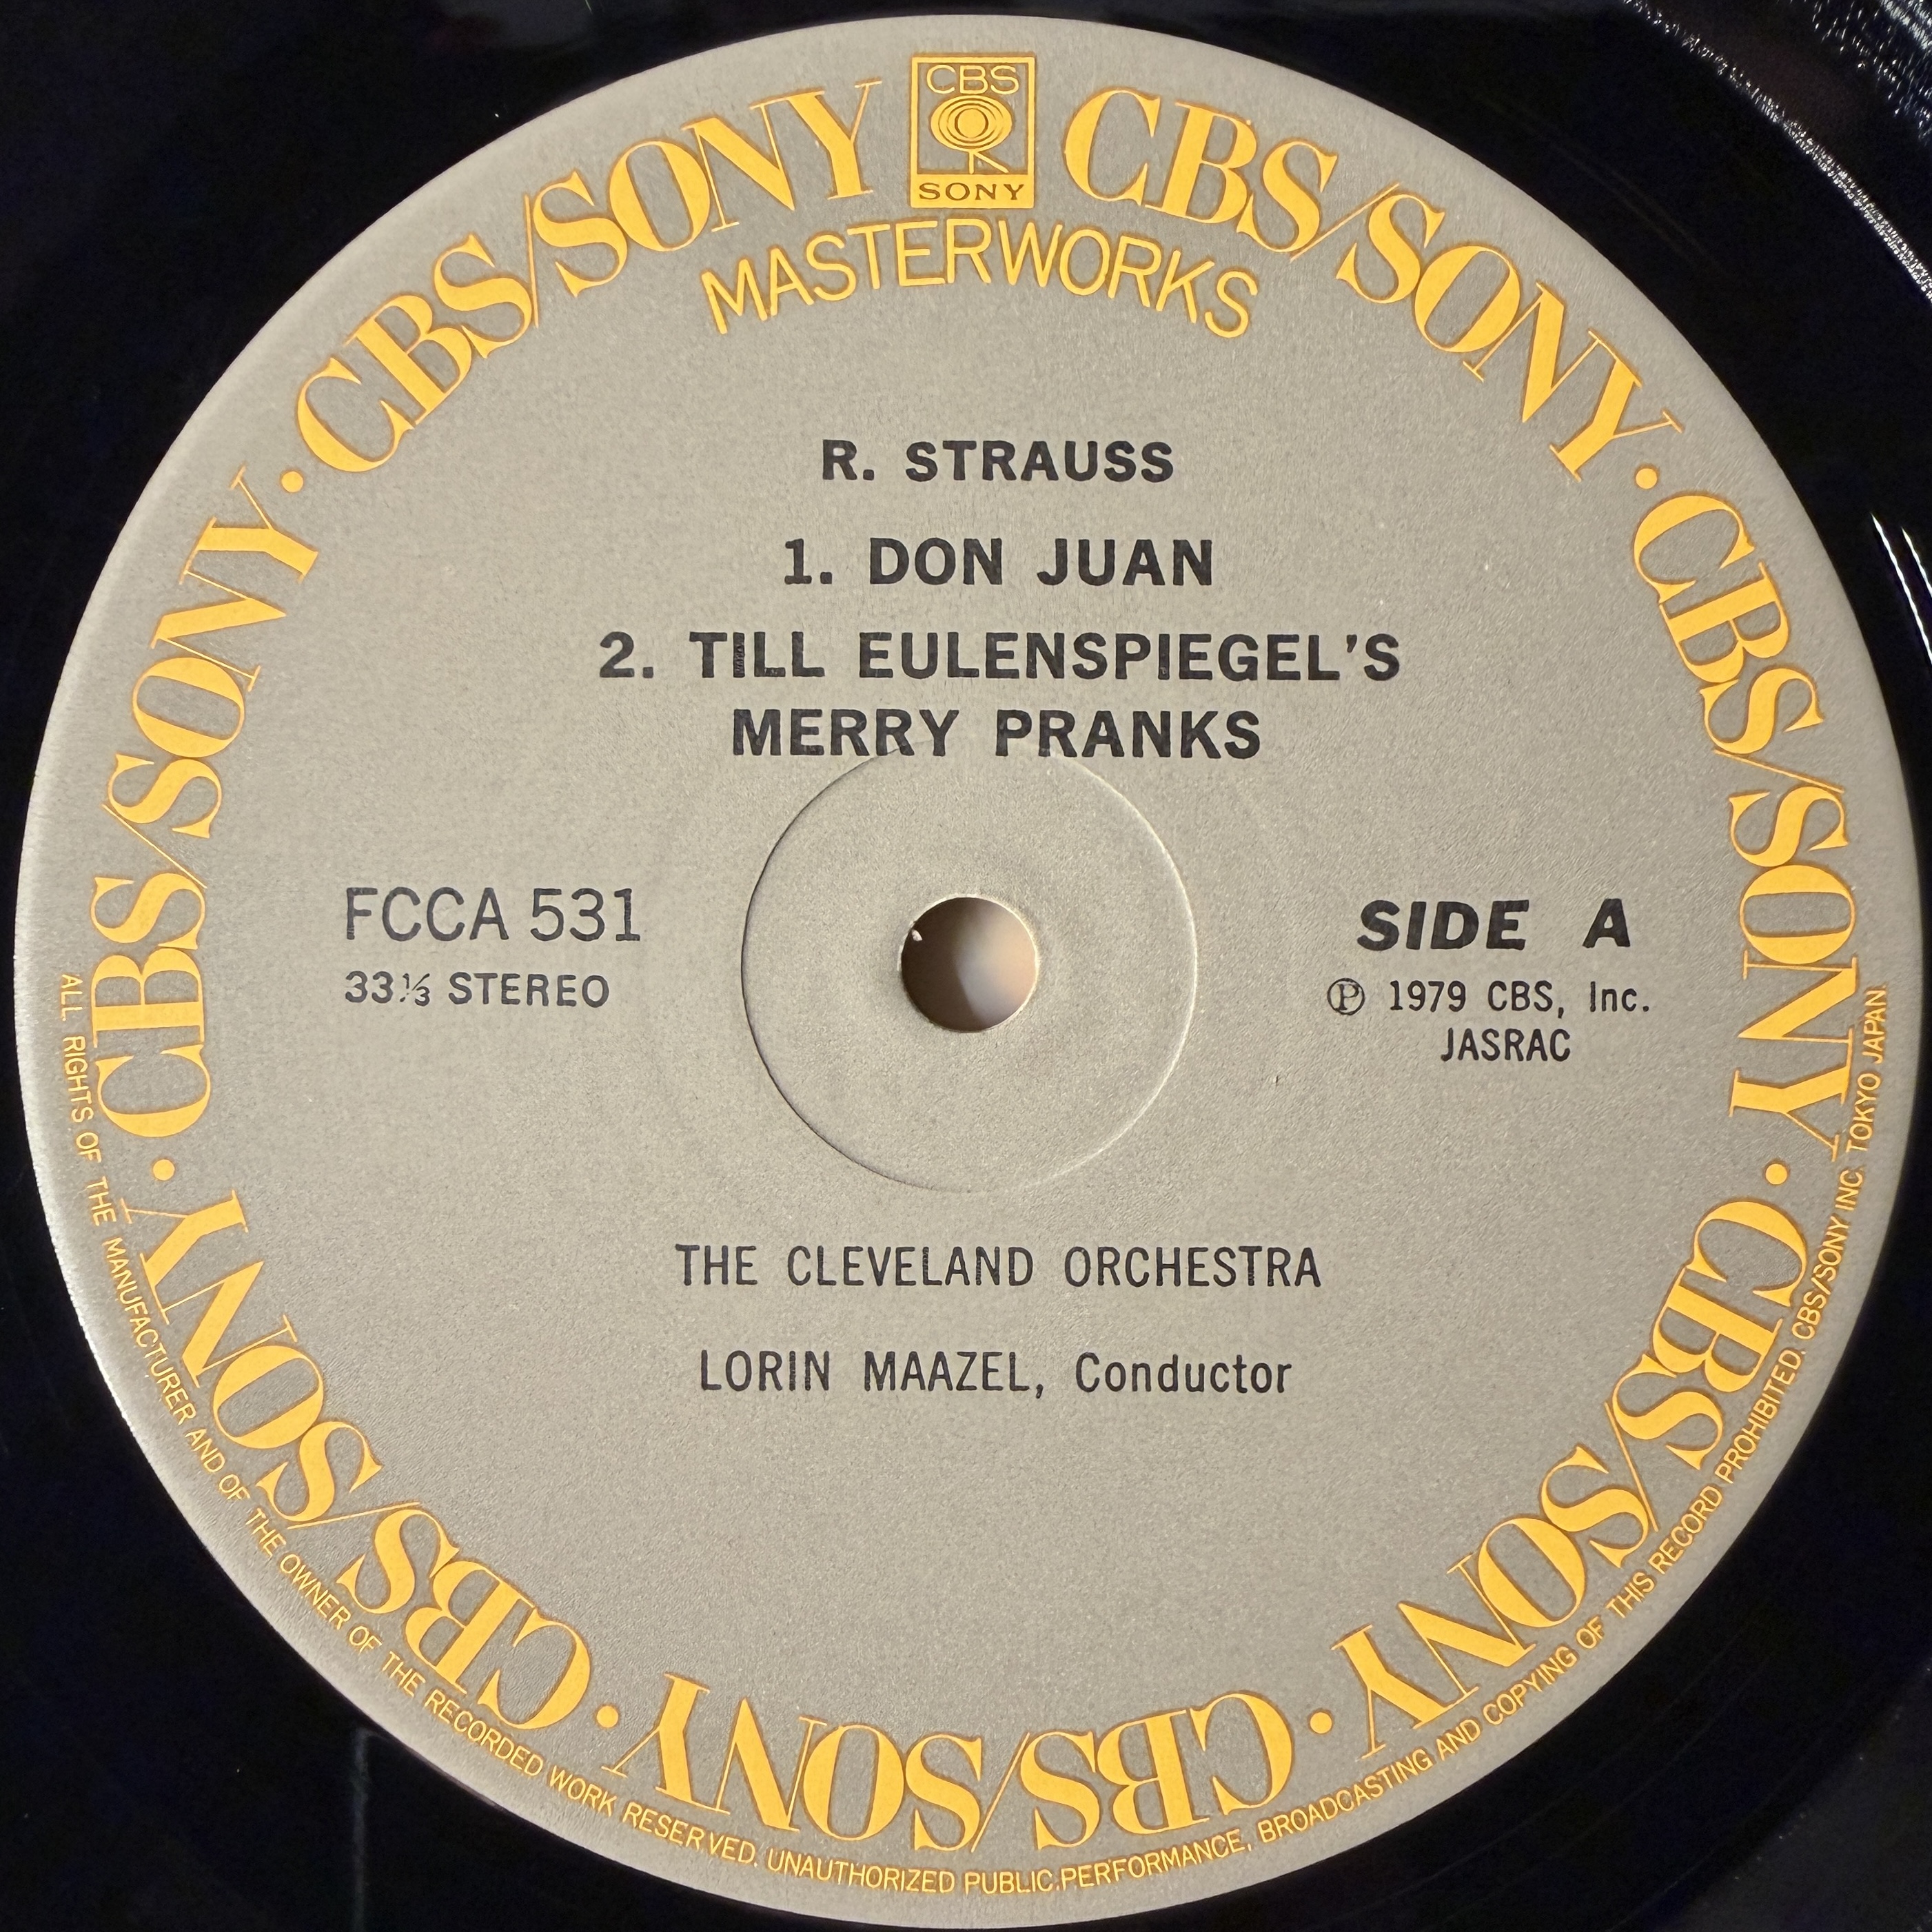 CBS
SONY
CBS/SONY · CBS/SONY · CBS/SONY · CBS/SONY · CBS/SONY · CBS/SONY · CBS/SONY · CBS/SONY
MASTERWORKS
R. STRAUSS
1. DON JUAN
2. TILL EULENSPIEGEL'S
MERRY PRANKS
FCCA 531
33⅓ STEREO
SIDE A
Ⓟ 1979 CBS, Inc.
JASRAC
THE CLEVELAND ORCHESTRA
LORIN MAAZEL, Conductor
ALL RIGHTS OF THE MANUFACTURER AND OF THE OWNER OF THE RECORDED WORK RESERVED. UNAUTHORIZED PUBLIC.PERFORMANCE, BROADCASTING AND COPYING OF THIS RECORD PROHIBITED. CBS/SONY INC. TOKYO JAPAN.